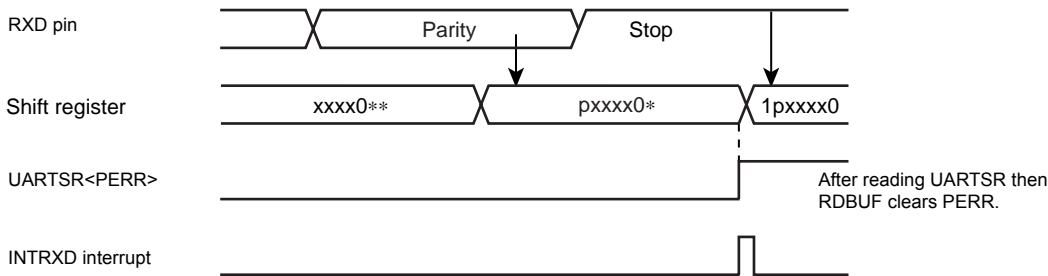 RXD pin
Parity
Stop
Shift register
xxxx0**
pxxxx0*
1pxxxx0
UARTSR<PERR>
After reading UARTSR then
RDBUF clears PERR.
INTRXD interrupt